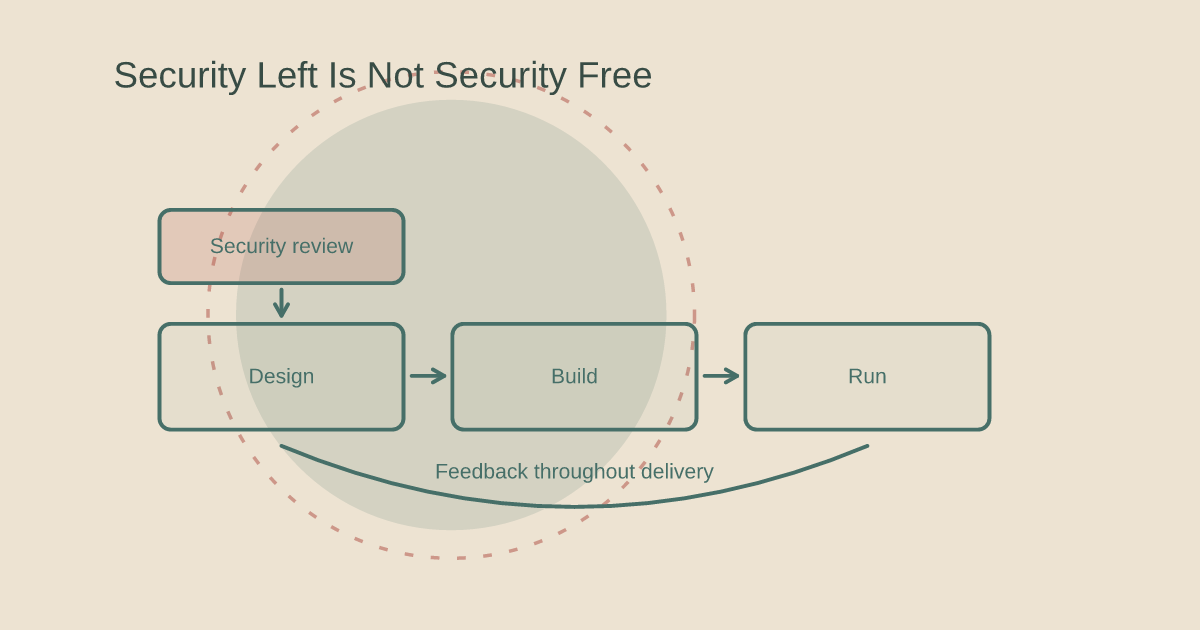 Security Left Is Not Security Free
Security review
Design
Build
Run
Feedback throughout delivery